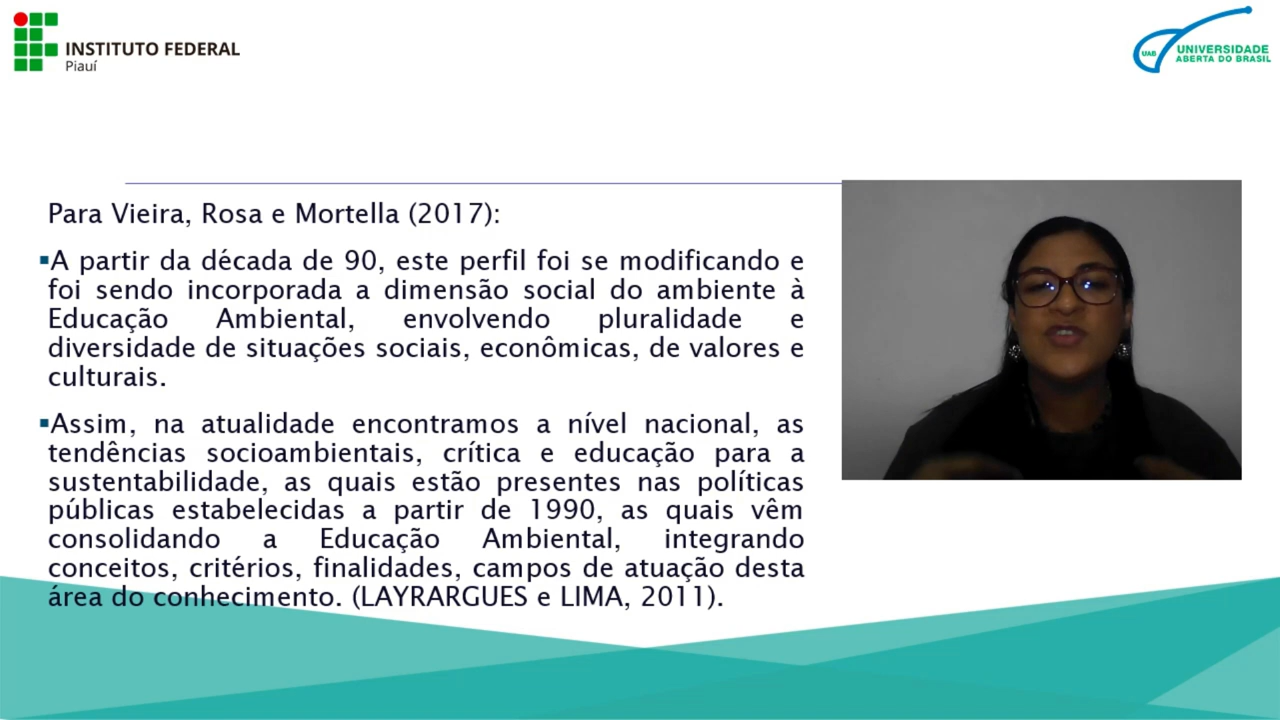 INSTITUTO FEDERAL
Piauí
UAB
UNIVERSIDADE
ABERTA DO BRASIL
Para Vieira, Rosa e Mortella (2017):
▪A partir da década de 90, este perfil foi se modificando e
foi sendo incorporada a dimensão social do ambiente à
Educação Ambiental, envolvendo pluralidade e
diversidade de situações sociais, econômicas, de valores e
culturais.
▪Assim, na atualidade encontramos a nível nacional, as
tendências socioambientais, crítica e educação para a
sustentabilidade, as quais estão presentes nas políticas
públicas estabelecidas a partir de 1990, as quais vêm
consolidando a Educação Ambiental, integrando
conceitos, critérios, finalidades, campos de atuação desta
área do conhecimento. (LAYRARGUES e LIMA, 2011).